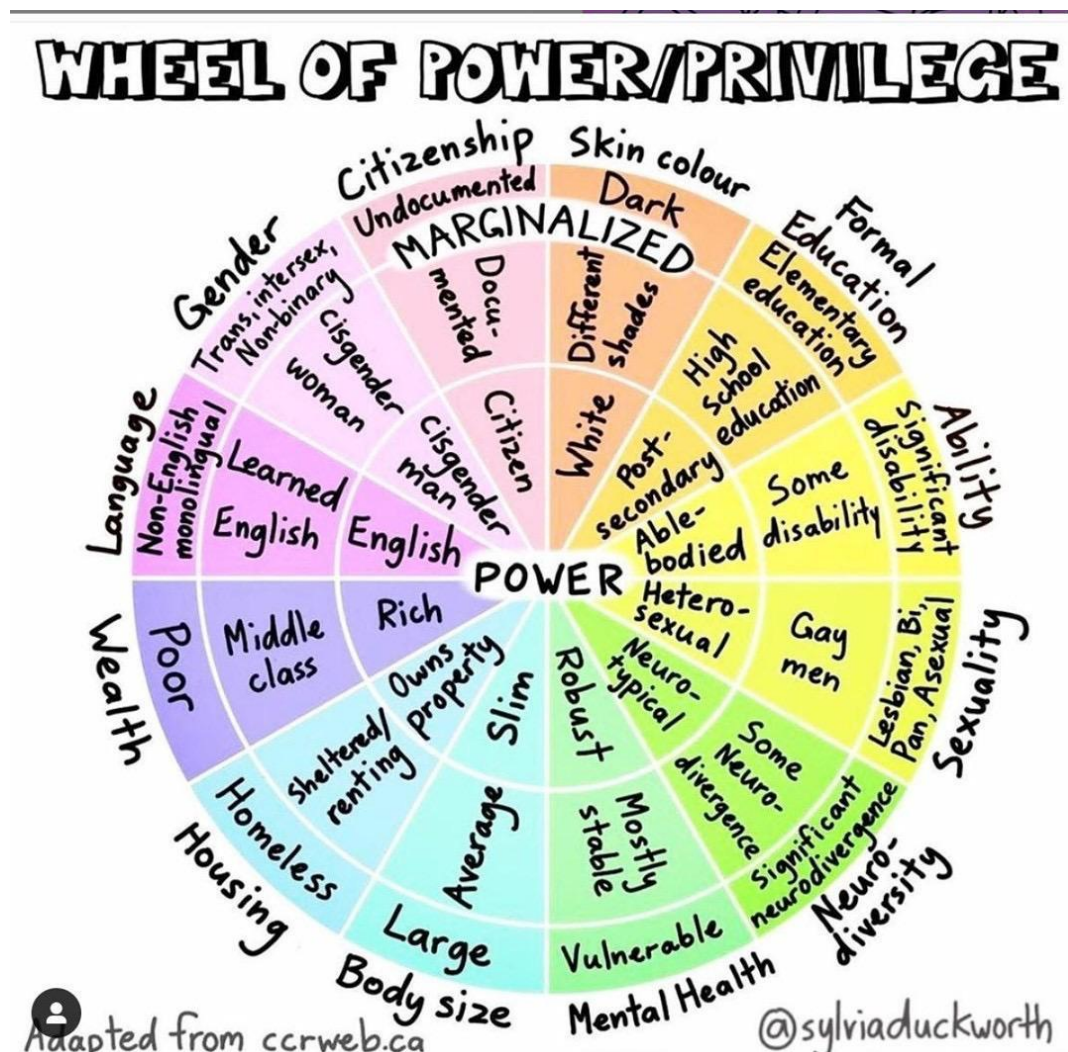 WHEEL OF POWER/PRIVILEGE
Citizenship
Undocumented
Docu-
mented
Citizen
Skin colour
Dark
Different
shades
White
Formal
Education
Elementary
education
High
School
education
Post-
secondary
Ability
Significant
disability
Some
disability
Able-
bodied
Sexuality
Lesbian, Bi,
Pan, Asexual
Gay
men
Hetero-
sexual
Neuro-
diversity
Significant
neurodivergence
Some
Neuro-
divergence
Neuro-
typical
Mental Health
Vulnerable
Mostly
stable
Robust
Body size
Large
Average
Slim
Housing
Homeless
Sheltered/
renting
Owns
property
Wealth
Poor
Middle
class
Rich
Language
Non-English
monolingual
Learned
English
English
Gender
Trans, intersex,
Non-binary
cisgender
woman
cisgender
man
MARGINALIZED
POWER
Adapted from ccrweb.ca
@sylviaduckworth